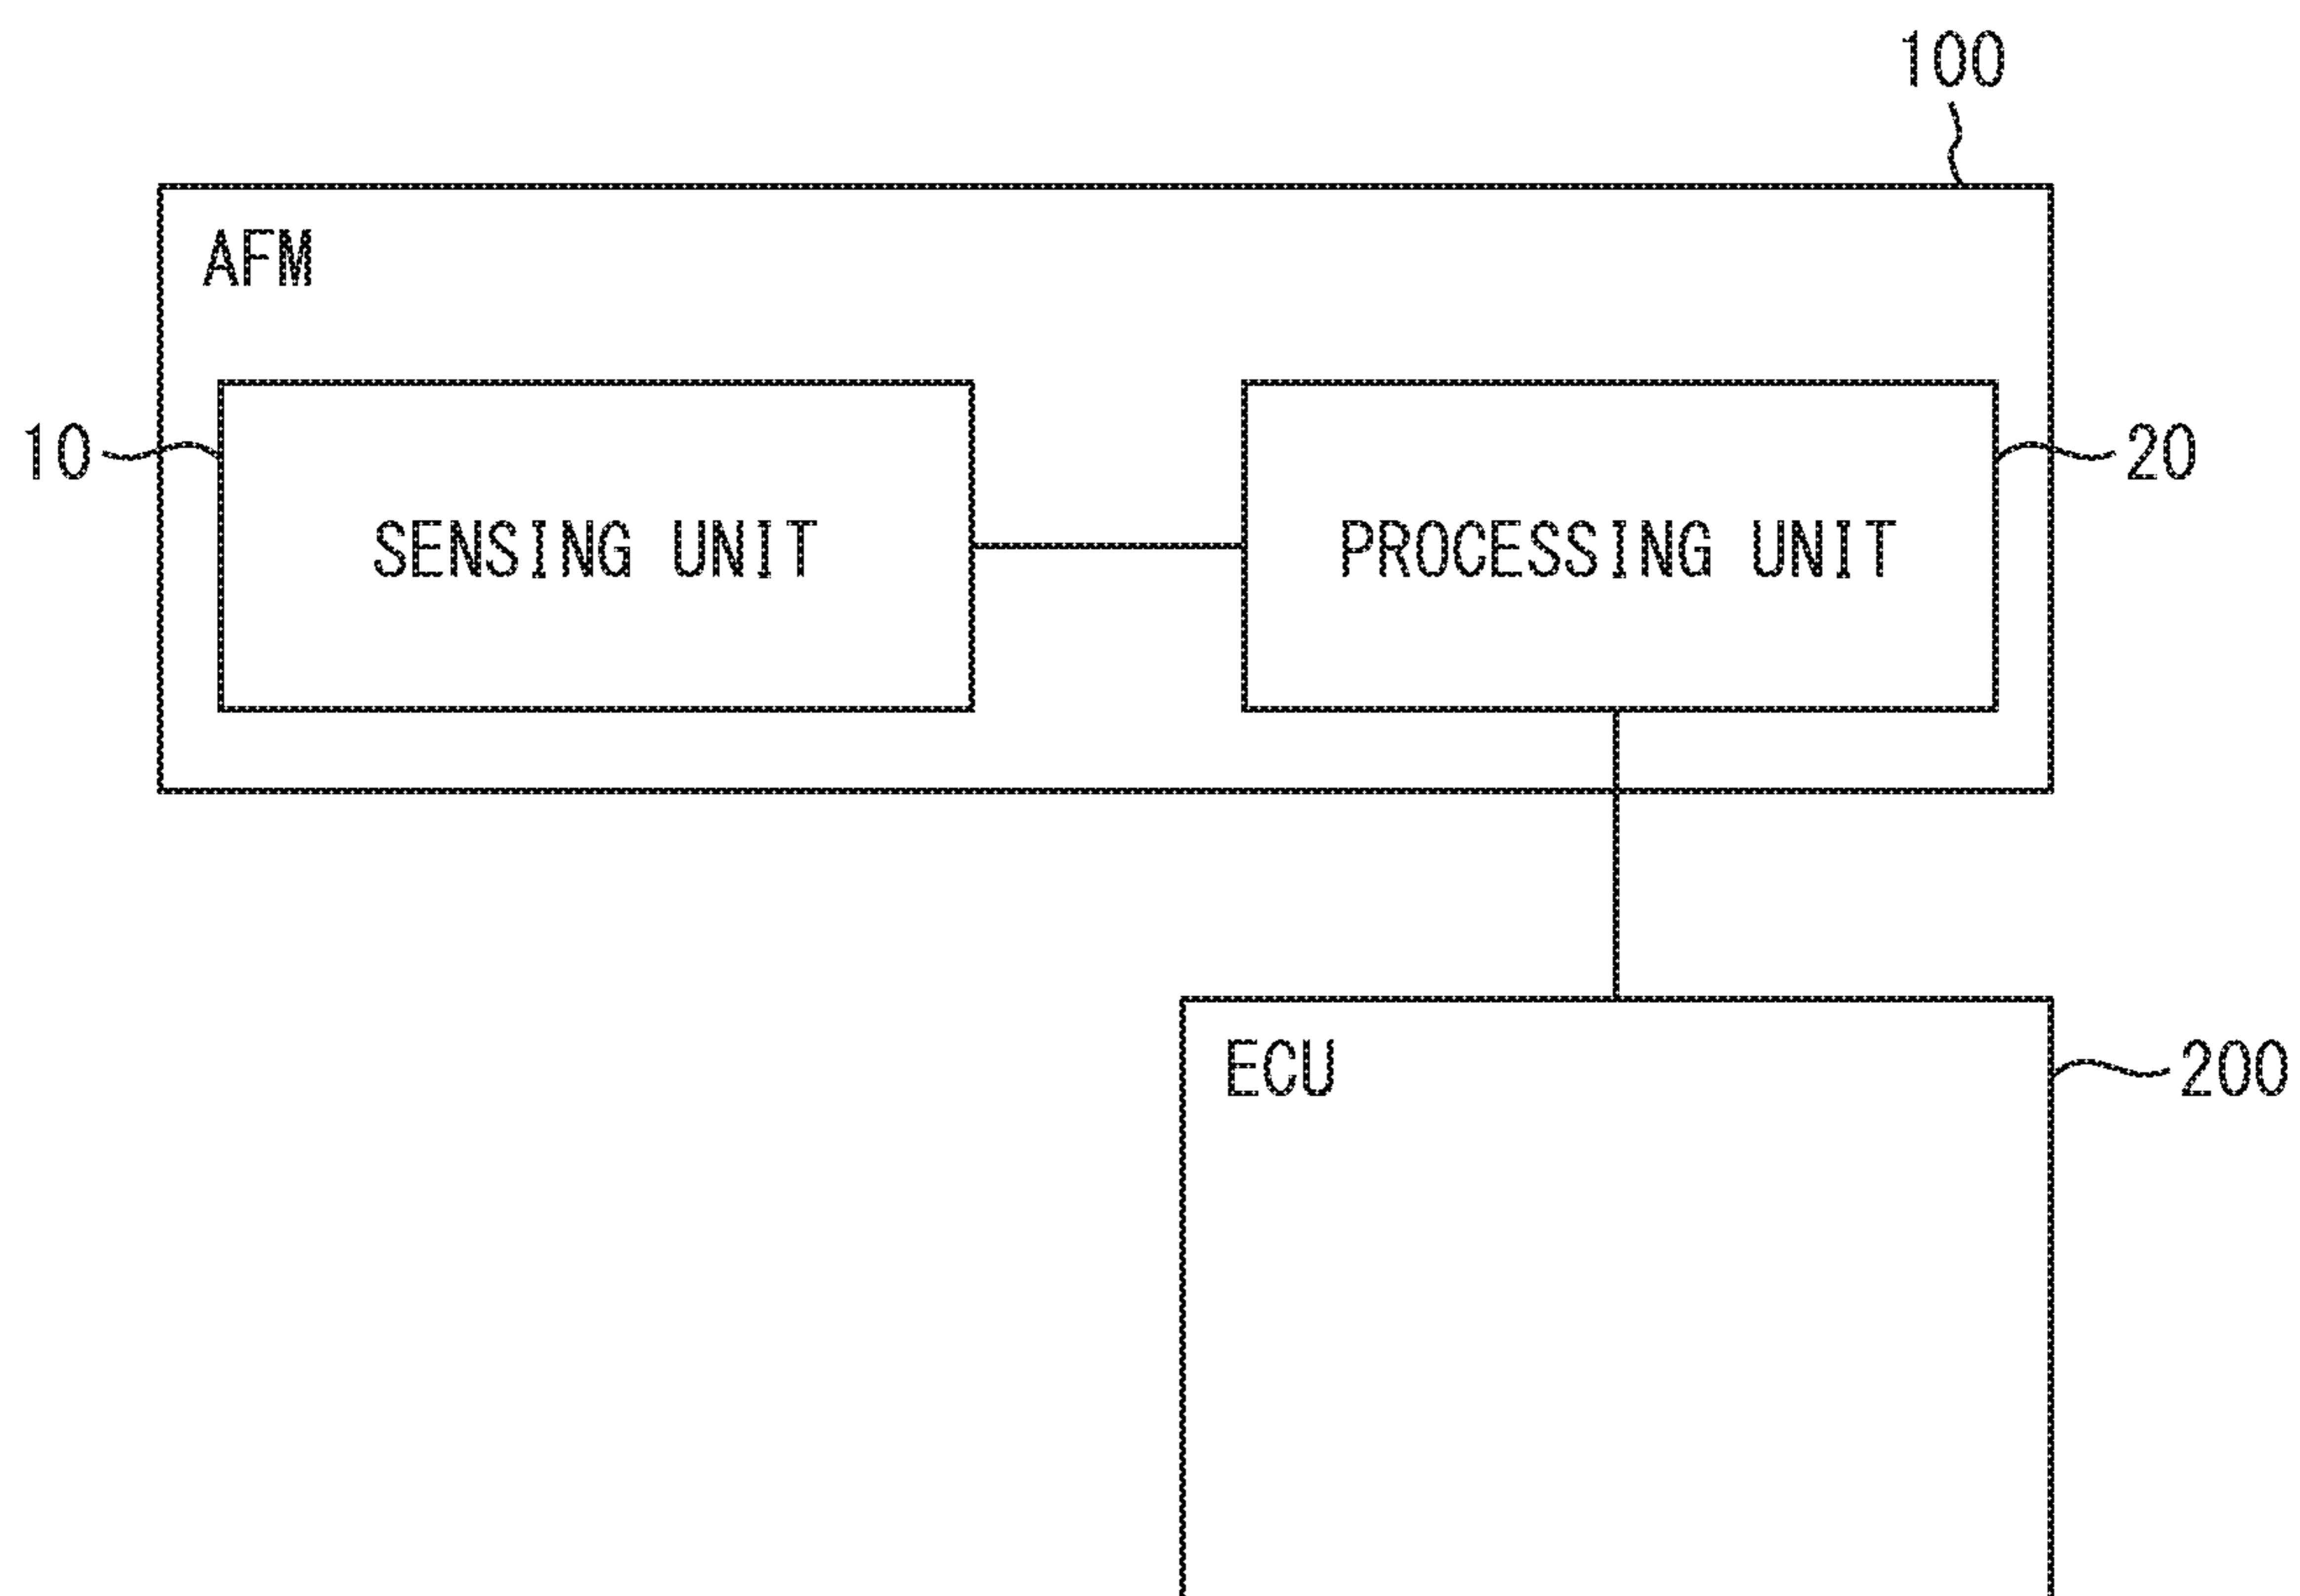 100
AFM
10
20
SENSING UNIT
PROCESSING UNIT
ECU
200